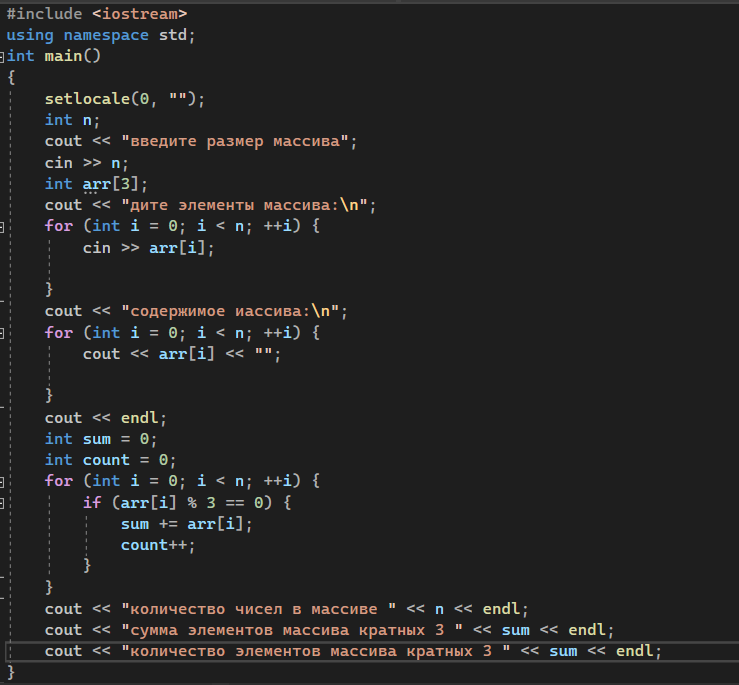 #include <iostream>
using namespace std;
int main()
{
setlocale(0, "");
int n;
cout << "введите размер массива";
cin >> n;
int arr[3];
cout << "дите элементы массива:\n";
for (int i = 0; i < n; ++i) {
cin >> arr[i];
}
cout << "содержимое иассива:\n";
for (int i = 0; i < n; ++i) {
cout << arr[i] << "";
}
cout << endl;
int sum = 0;
int count = 0;
for (int i = 0; i < n; ++i) {
if (arr[i] % 3 == 0) {
sum += arr[i];
count++;
}
}
cout << "количество чисел в массиве " << n << endl;
cout << "сумма элементов массива кратных 3 " << sum << endl;
cout << "количество элементов массива кратных 3 " << sum << endl;
}